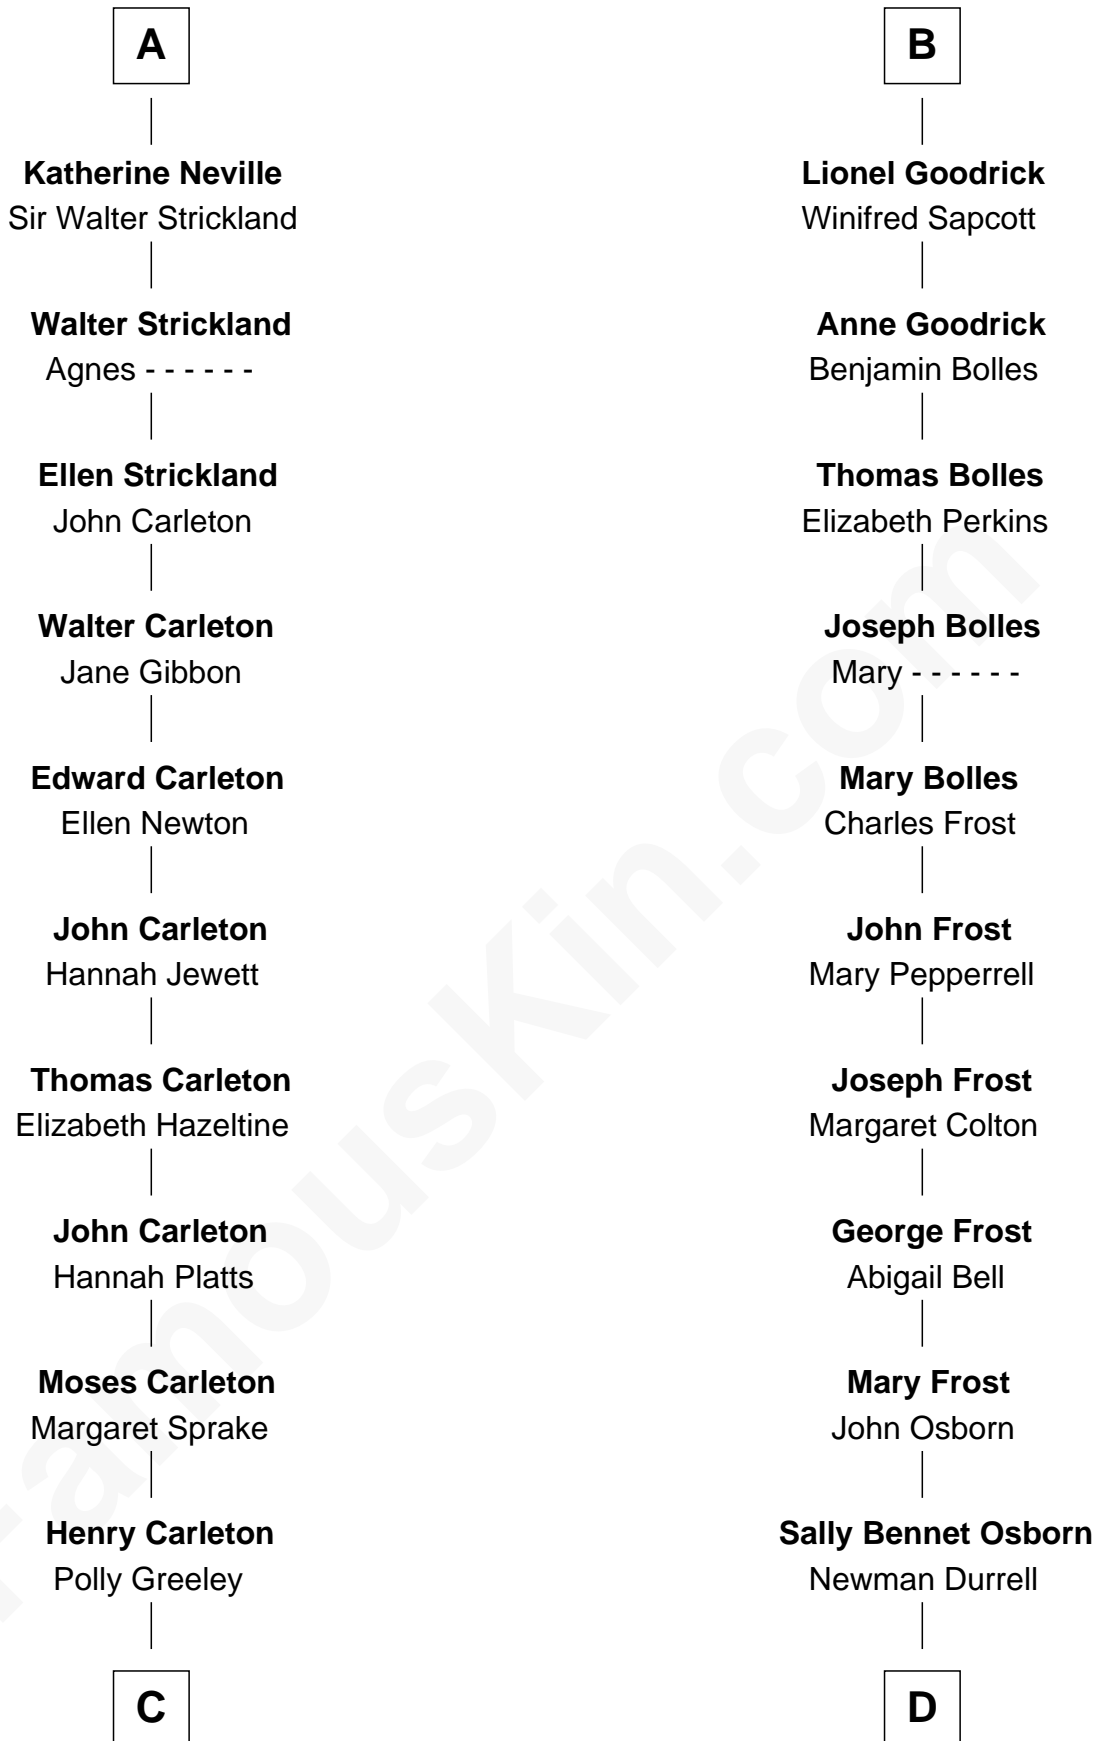 A
Katherine Neville
Sir Walter Strickland
Walter Strickland
Agnes - - - - - -
Ellen Strickland
John Carleton
Walter Carleton
Jane Gibbon
Edward Carleton
Ellen Newton
John Carleton
Hannah Jewett
Thomas Carleton
Elizabeth Hazeltine
John Carleton
Hannah Platts
Moses Carleton
Margaret Sprake
Henry Carleton
Polly Greeley
C
B
Lionel Goodrick
Winifred Sapcott
Anne Goodrick
Benjamin Bolles
Thomas Bolles
Elizabeth Perkins
Joseph Bolles
Mary - - - - - -
Mary Bolles
Charles Frost
John Frost
Mary Pepperrell
Joseph Frost
Margaret Colton
George Frost
Abigail Bell
Mary Frost
John Osborn
Sally Bennet Osborn
Newman Durrell
D
FamousKin.com